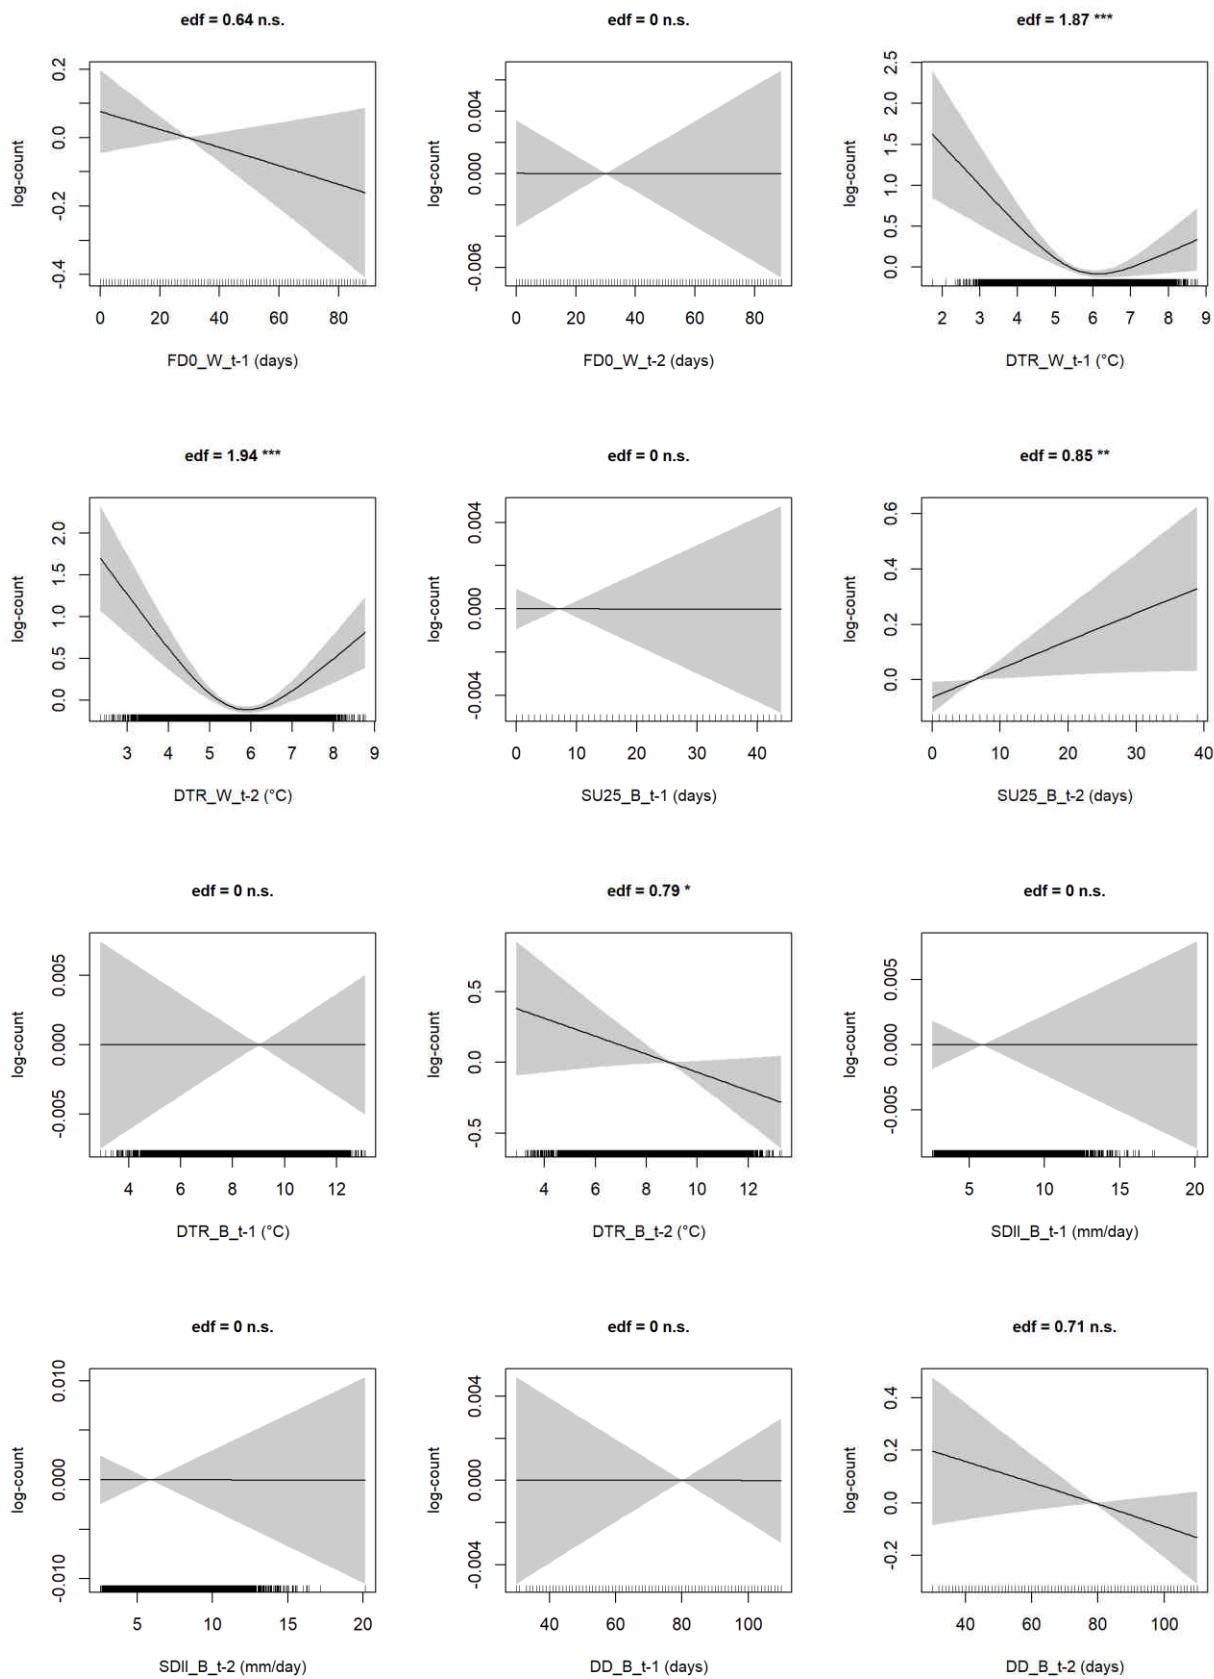 edf = 0.64 n.s.
0.2
0.0
-0.2
-0.4
log-count
0 20 40 60 80
FD0_W_t-1 (days)
edf = 0 n.s.
0.004
0.000
-0.006
log-count
0 20 40 60 80
FD0_W_t-2 (days)
edf = 1.87 ***
2.5
2.0
1.5
1.0
0.5
0.0
log-count
2 3 4 5 6 7 8 9
DTR_W_t-1 (°C)
edf = 1.94 ***
2.0
1.5
1.0
0.5
0.0
log-count
3 4 5 6 7 8 9
DTR_W_t-2 (°C)
edf = 0 n.s.
0.004
0.000
-0.004
log-count
0 10 20 30 40
SU25_B_t-1 (days)
edf = 0.85 **
0.6
0.4
0.2
0.0
log-count
0 10 20 30 40
SU25_B_t-2 (days)
edf = 0 n.s.
0.005
0.000
-0.005
log-count
4 6 8 10 12
DTR_B_t-1 (°C)
edf = 0.79 *
0.5
0.0
-0.5
log-count
4 6 8 10 12
DTR_B_t-2 (°C)
edf = 0 n.s.
0.005
0.000
-0.005
log-count
5 10 15 20
SDII_B_t-1 (mm/day)
edf = 0 n.s.
0.010
0.000
-0.010
log-count
5 10 15 20
SDII_B_t-2 (mm/day)
edf = 0 n.s.
0.004
0.000
-0.004
log-count
40 60 80 100
DD_B_t-1 (days)
edf = 0.71 n.s.
0.4
0.2
0.0
-0.2
log-count
40 60 80 100
DD_B_t-2 (days)